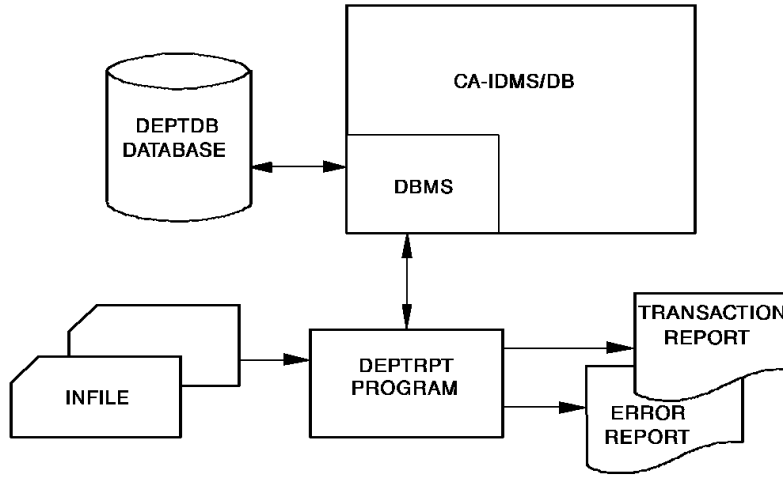 CA-IDMS/DB
DEPTDB
DATABASE
DBMS
TRANSACTION
REPORT
DEPTRPT
PROGRAM
INFILE
ERROR
REPORT